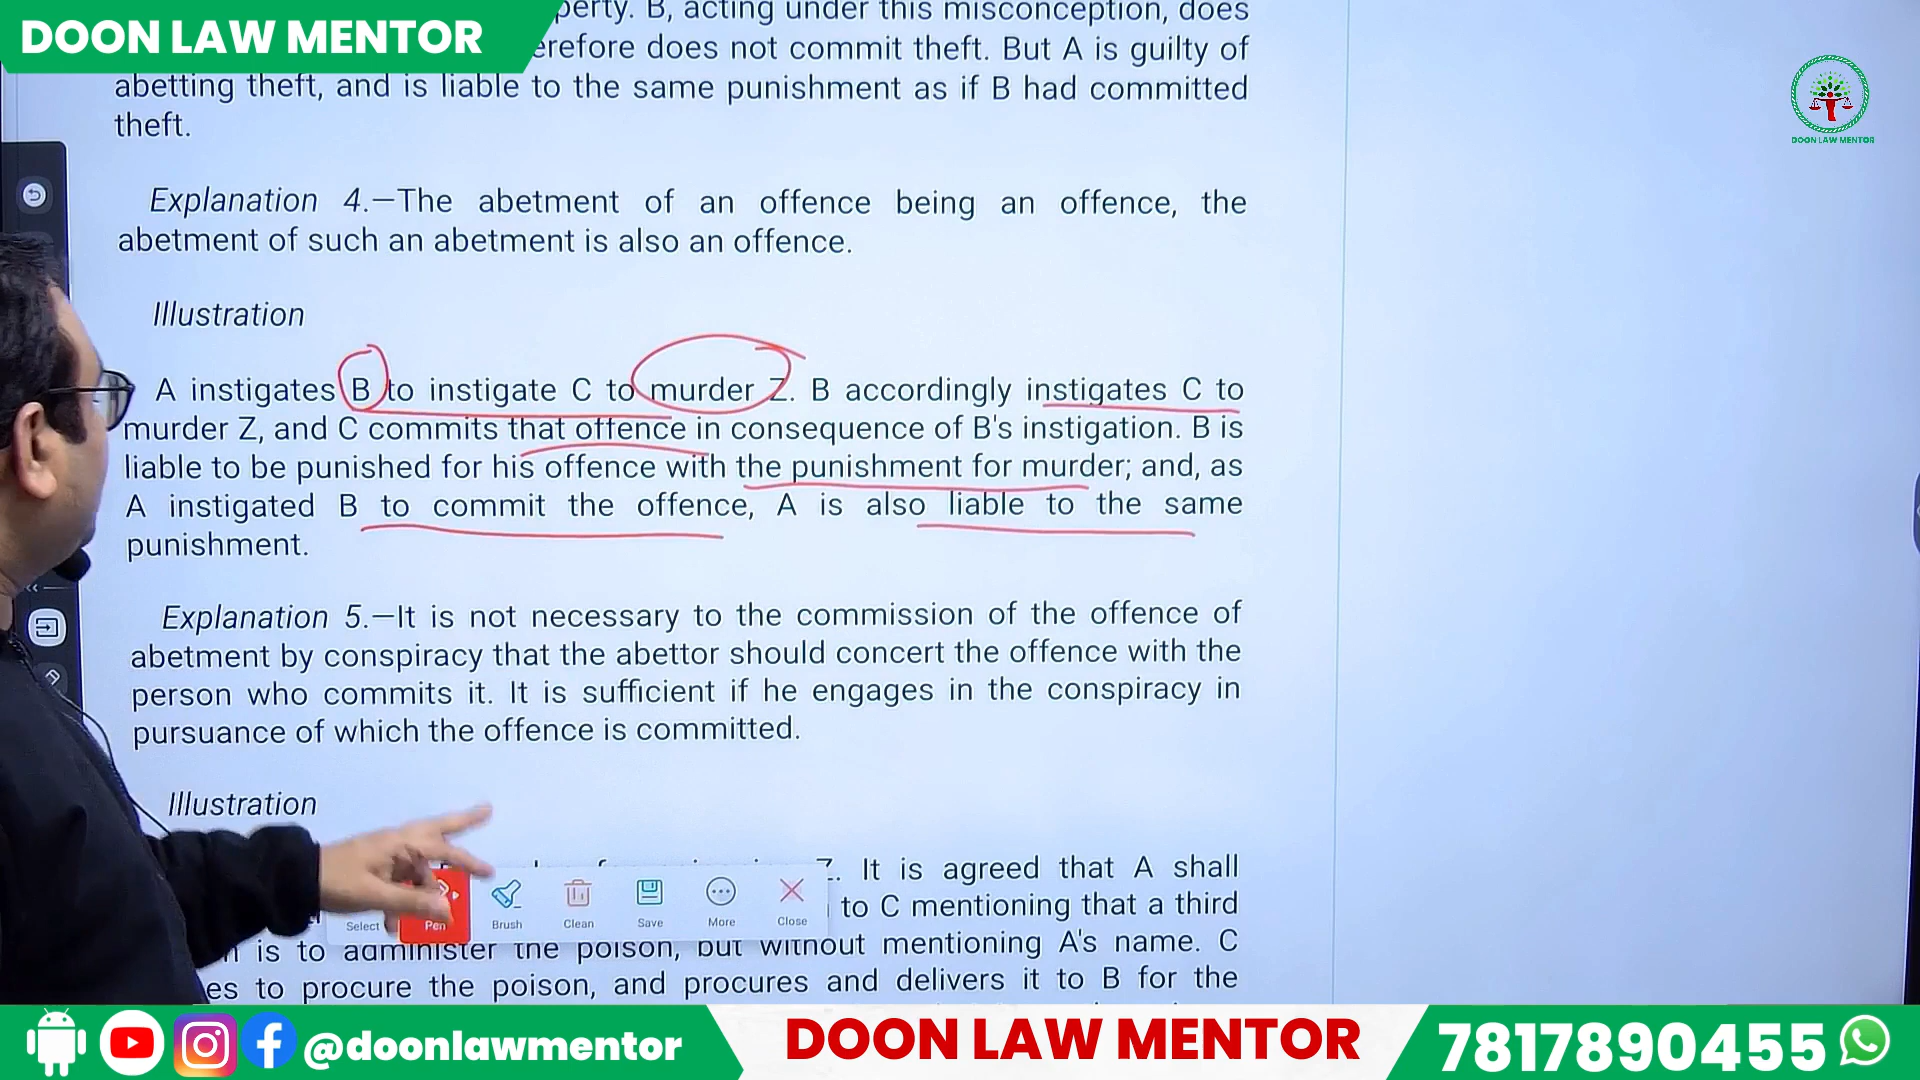 DOON LAW MENTOR
perty. B, acting under this misconception, does
erefore does not commit theft. But A is guilty of
abetting theft, and is liable to the same punishment as if B had committed
theft.
DOON LAW MENTOR
Explanation 4.—The abetment of an offence being an offence, the
abetment of such an abetment is also an offence.
Illustration
A instigates B to instigate C to murder Z. B accordingly instigates C to
murder Z, and C commits that offence in consequence of B's instigation. B is
liable to be punished for his offence with the punishment for murder; and, as
A instigated B to commit the offence, A is also liable to the same
punishment.
Explanation 5.—It is not necessary to the commission of the offence of
abetment by conspiracy that the abettor should concert the offence with the
person who commits it. It is sufficient if he engages in the conspiracy in
pursuance of which the offence is committed.
Illustration
Z. It is agreed that A shall
to C mentioning that a third
Select Pen Brush Clean Save More Close
n is to administer the poison, but without mentioning A's name. C
es to procure the poison, and procures and delivers it to B for the
@doonlawmentor
DOON LAW MENTOR
7817890455